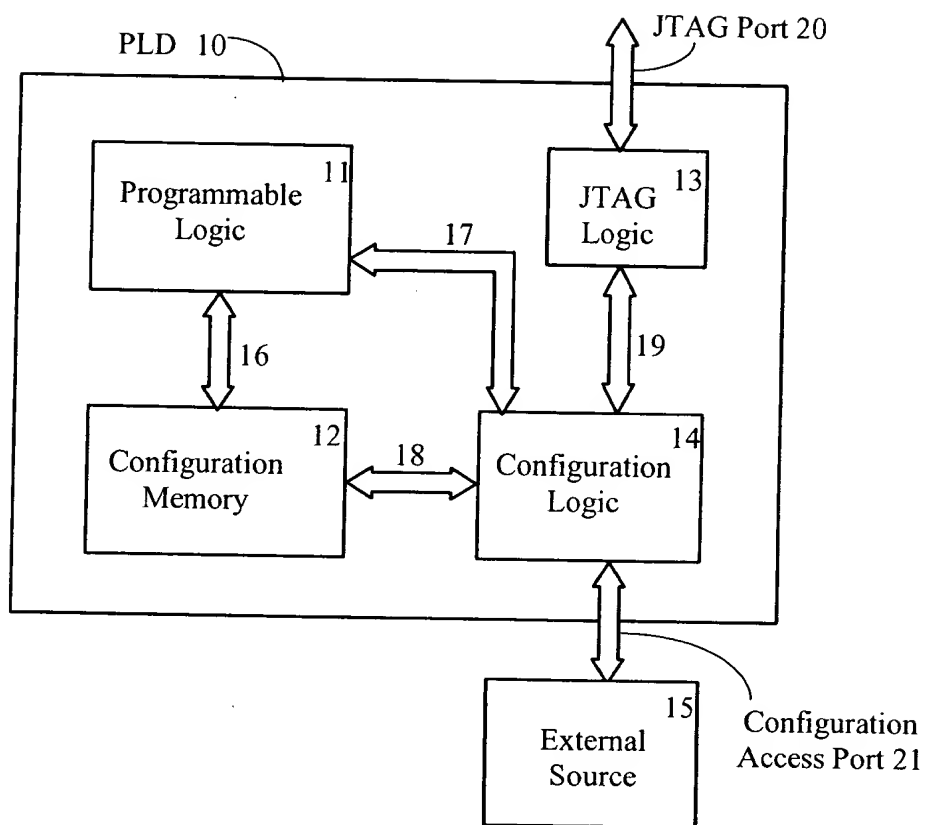 PLD 10
JTAG Port 20
11
Programmable
Logic
13
JTAG
Logic
17
16
19
12
Configuration
Memory
18
14
Configuration
Logic
15
External
Source
Configuration
Access Port 21